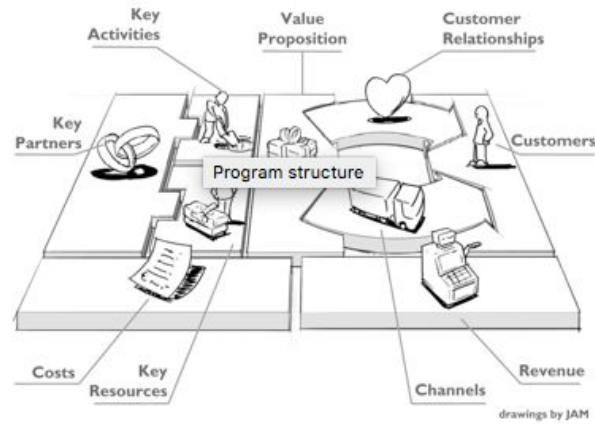 Key
Activities
Value
Proposition
Customer
Relationships
Key
Partners
Customers
Program structure
Costs
Key
Resources
Channels
Revenue
drawings by JAM